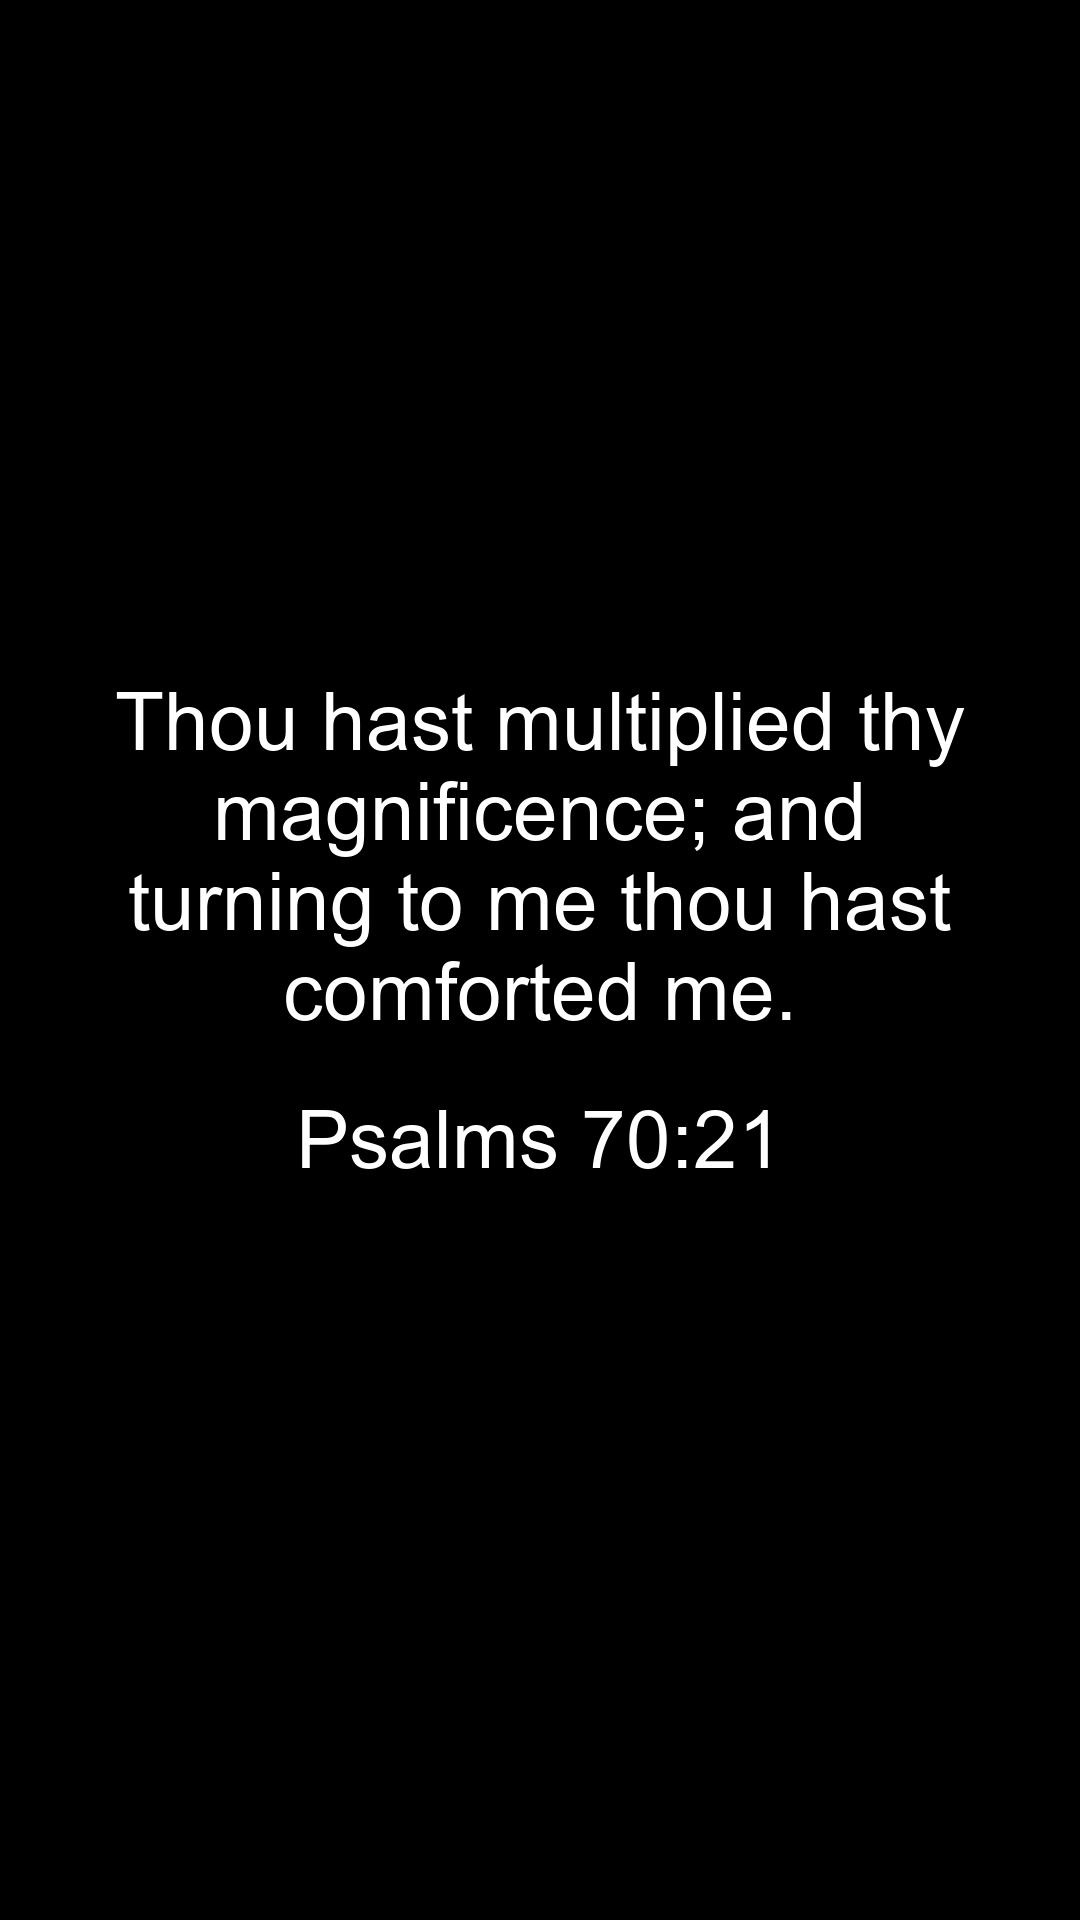 Thou hast multiplied thy
magnificence; and
turning to me thou hast
comforted me.
Psalms 70:21